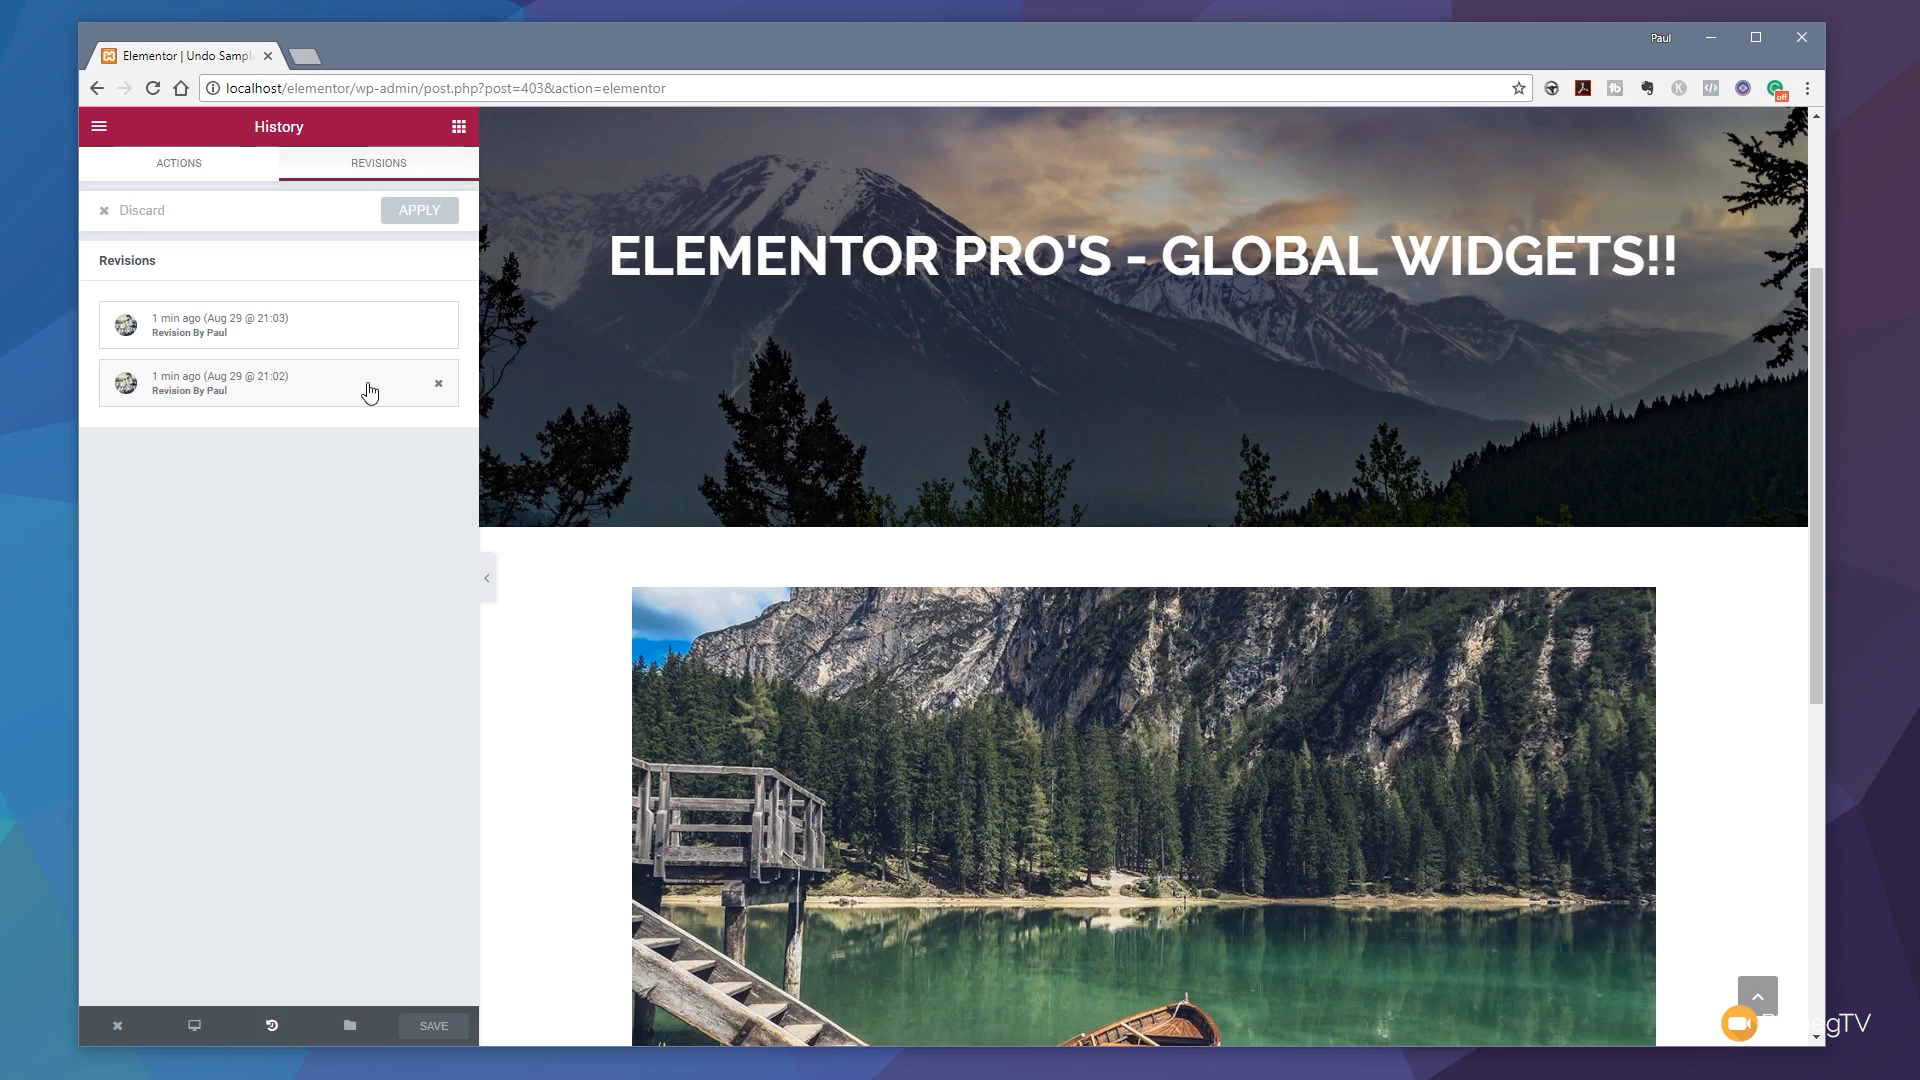 Paul
Elementor | Undo Sampl
localhost/elementor/wp-admin/post.php?post=403&action=elementor
off
History
ACTIONS
REVISIONS
Discard
APPLY
Revisions
1 min ago (Aug 29 @ 21:03)
Revision By Paul
1 min ago (Aug 29 @ 21:02)
Revision By Paul
ELEMENTOR PRO'S - GLOBAL WIDGETS!!
SAVE